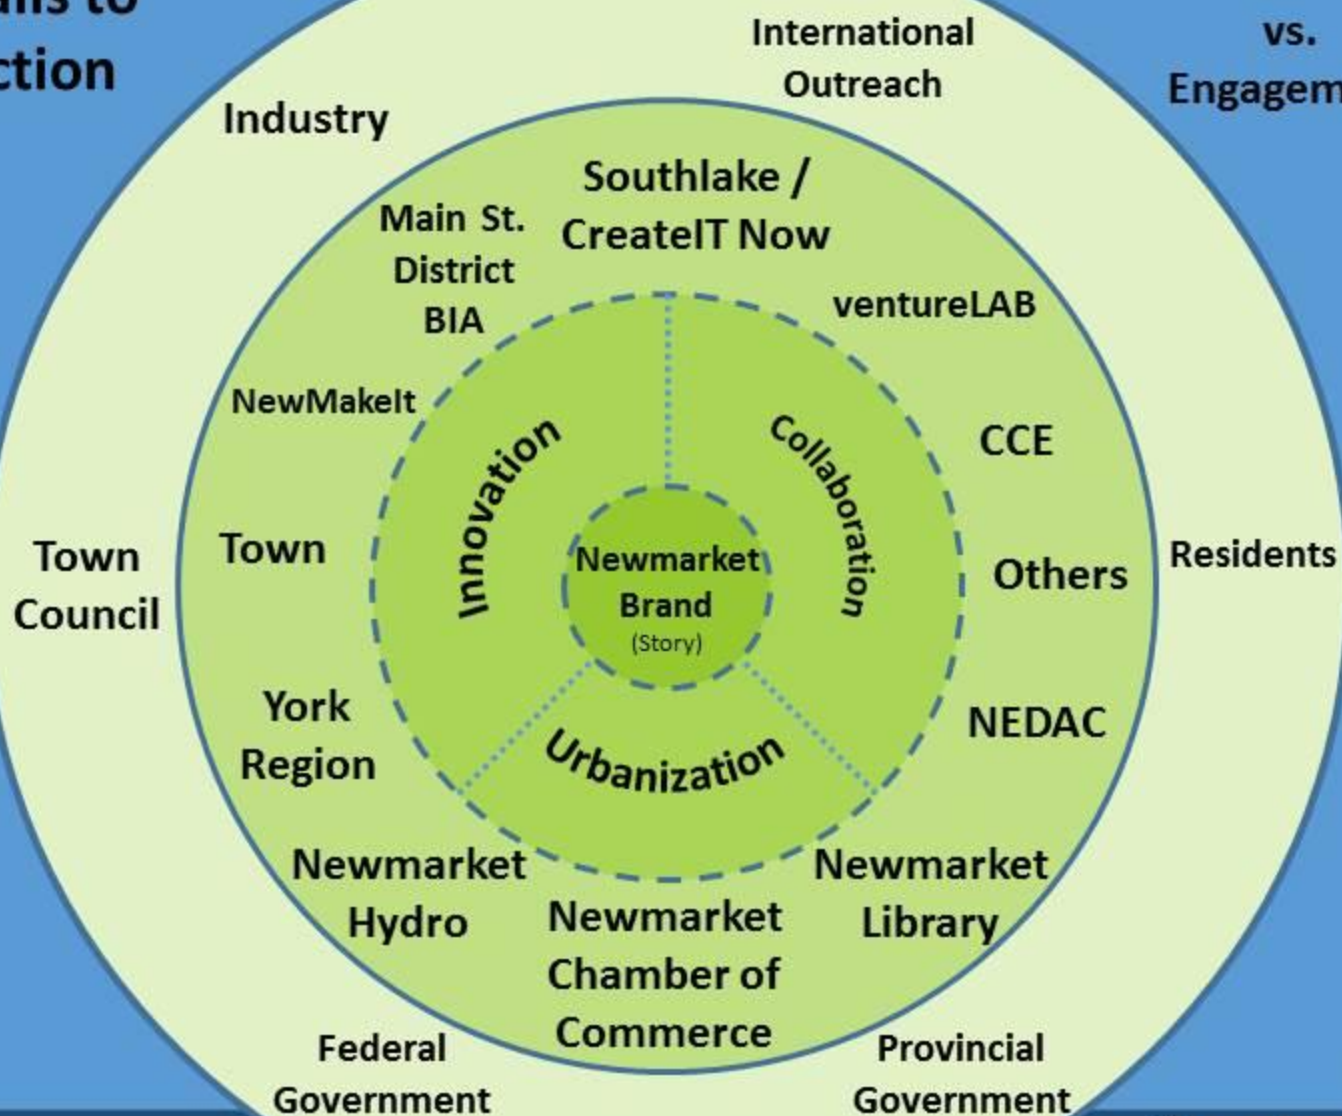 to
International
Outreach
vs.
Industry
Southlake /
CreateIT Now
Main St.
District
BIA
ventureLAB
NewMakeIt
CCE
Innovation
Collaboration
Town
Council
Town
Newmarket
Brand
(Story)
Others
Residents
York
Region
Urbanization
NEDAC
Newmarket
Hydro
Newmarket
Chamber of
Commerce
Newmarket
Library
Federal
Government
Provincial
Government